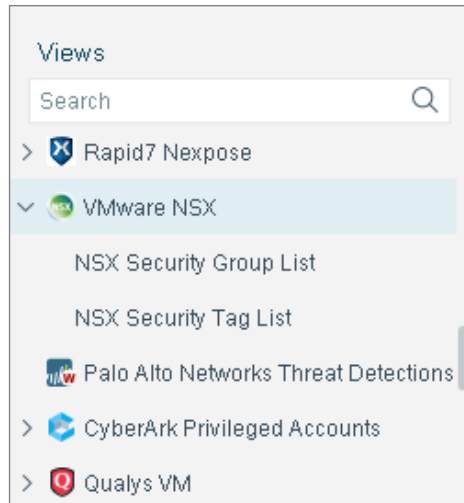 Views
Search
Rapid7 Nexpose
NSX VMware NSX
NSX Security Group List
NSX Security Tag List
W Palo Alto Networks Threat Detections
CyberArk Privileged Accounts
Q Qualys VM